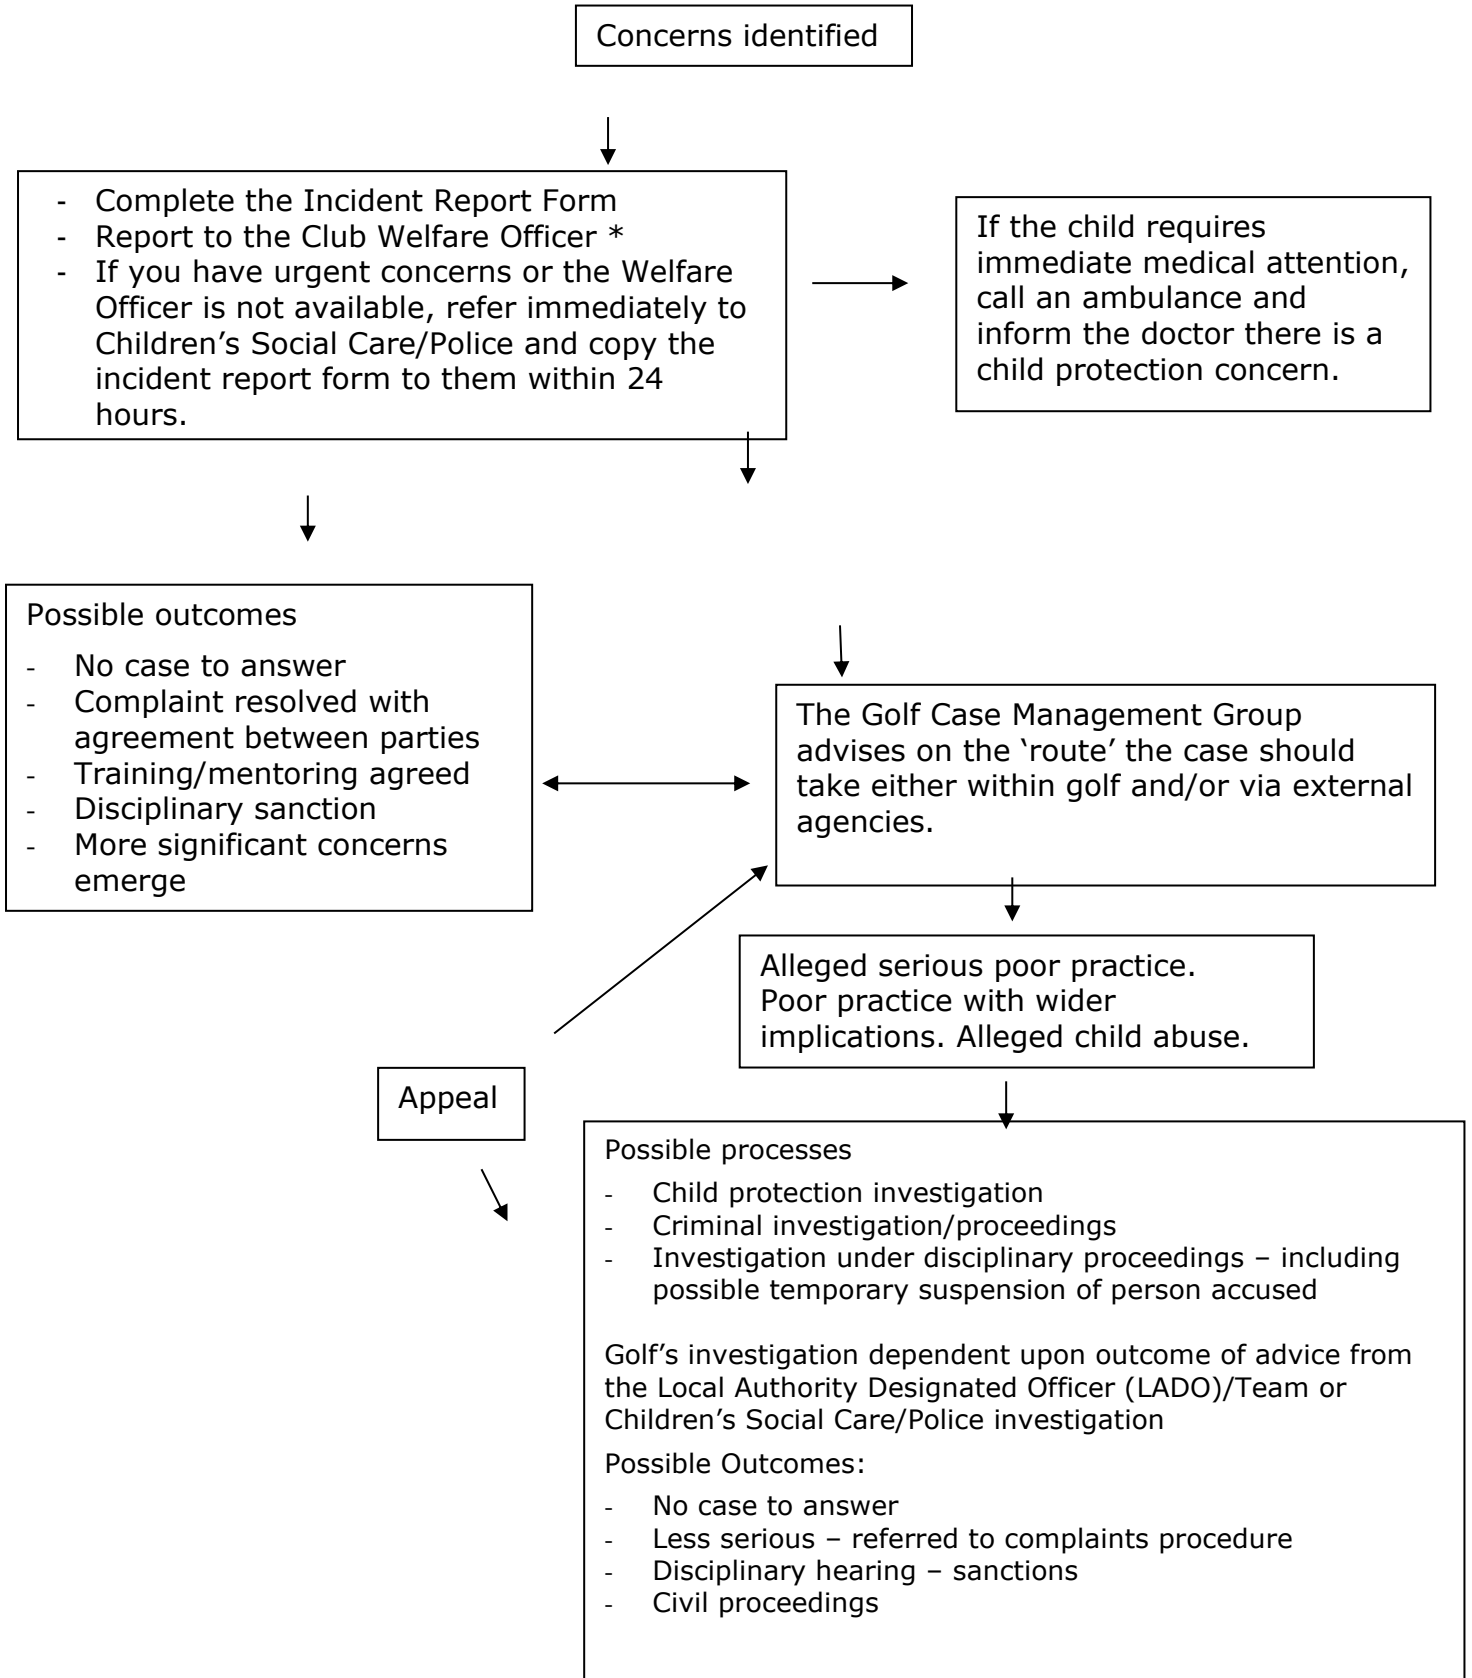 Concerns identified
- Complete the Incident Report Form
- Report to the Club Welfare Officer *
- If you have urgent concerns or the Welfare
Officer is not available, refer immediately to
Children’s Social Care/Police and copy the
incident report form to them within 24
hours.
If the child requires
immediate medical attention,
call an ambulance and
inform the doctor there is a
child protection concern.
Possible outcomes
- No case to answer
- Complaint resolved with
agreement between parties
- Training/mentoring agreed
- Disciplinary sanction
- More significant concerns
emerge
The Golf Case Management Group
advises on the ‘route’ the case should
take either within golf and/or via external
agencies.
Alleged serious poor practice.
Poor practice with wider
implications. Alleged child abuse.
Appeal
Possible processes
- Child protection investigation
- Criminal investigation/proceedings
- Investigation under disciplinary proceedings – including
possible temporary suspension of person accused
Golf’s investigation dependent upon outcome of advice from
the Local Authority Designated Officer (LADO)/Team or
Children’s Social Care/Police investigation
Possible Outcomes:
- No case to answer
- Less serious – referred to complaints procedure
- Disciplinary hearing – sanctions
- Civil proceedings